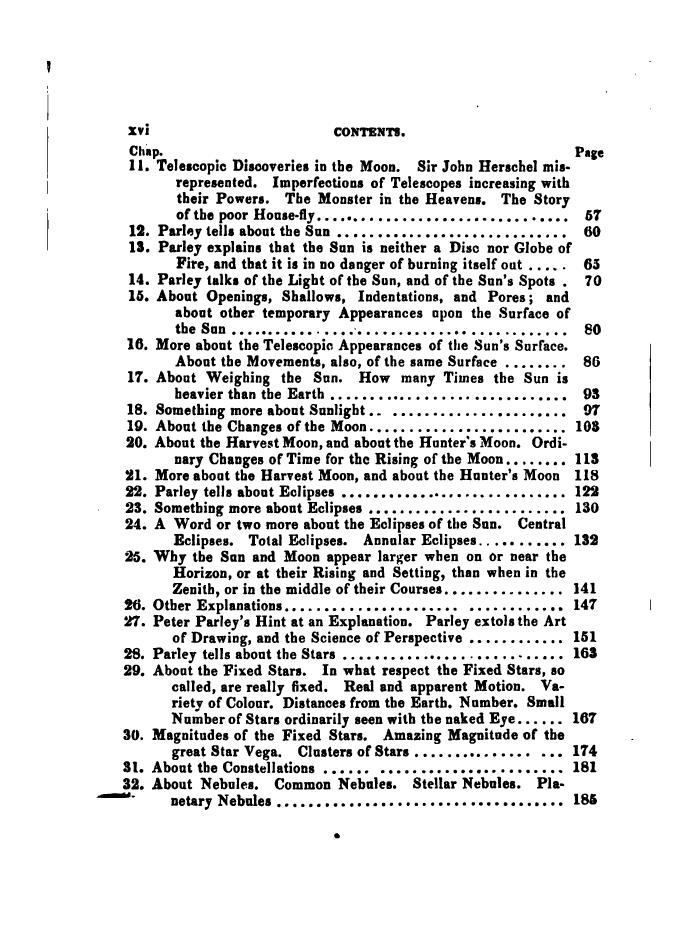 xvi CONTENTS.
Chap. Page
11. Telescopic Discoveries in the Moon. Sir John Herschel mis-
represented. Imperfections of Telescopes increasing with
their Powers. The Monster in the Heavens. The Story
of the poor House-fly.............................. 57
12. Parley tells about the Sun ............................ 60
13. Parley explains that the Sun is neither a Disc nor Globe of
Fire, and that it is in no danger of burning itself out ..... 65
14. Parley talks of the Light of the Sun, and of the Sun's Spots . 70
15. About Openings, Shallows, Indentations, and Pores; and
about other temporary Appearances upon the Surface of
the Sun ........................................ 80
16. More about the Telescopic Appearances of the Sun's Surface.
About the Movements, also, of the same Surface ........ 86
17. About Weighing the Sun. How many Times the Sun is
heavier than the Earth ............................ 93
18. Something more about Sunlight.. ..................... 97
19. About the Changes of the Moon........................ 103
20. About the Harvest Moon, and about the Hunter's Moon. Ordi-
nary Changes of Time for the Rising of the Moon........ 113
21. More about the Harvest Moon, and about the Hunter's Moon 118
22. Parley tells about Eclipses ........................... 122
23. Something more about Eclipses ........................ 130
24. A Word or two more about the Eclipses of the Sun. Central
Eclipses. Total Eclipses. Annular Eclipses........... 132
25. Why the Sun and Moon appear larger when on or near the
Horizon, or at their Rising and Setting, than when in the
Zenith, or in the middle of their Courses............... 141
26. Other Explanations..................... ............ 147
27. Peter Parley's Hint at an Explanation. Parley extols the Art
of Drawing, and the Science of Perspective ............ 151
28. Parley tells about the Stars ........................... 163
29. About the Fixed Stars. In what respect the Fixed Stars, so
called, are really fixed. Real and apparent Motion. Va-
riety of Colour. Distances from the Earth. Number. Small
Number of Stars ordinarily seen with the naked Eye...... 167
30. Magnitudes of the Fixed Stars. Amazing Magnitude of the
great Star Vega. Clusters of Stars ............... ... 174
31. About the Constellations ...... ...................... 181
32. About Nebules. Common Nebules. Stellar Nebules. Pla-
netary Nebules .................................. 185